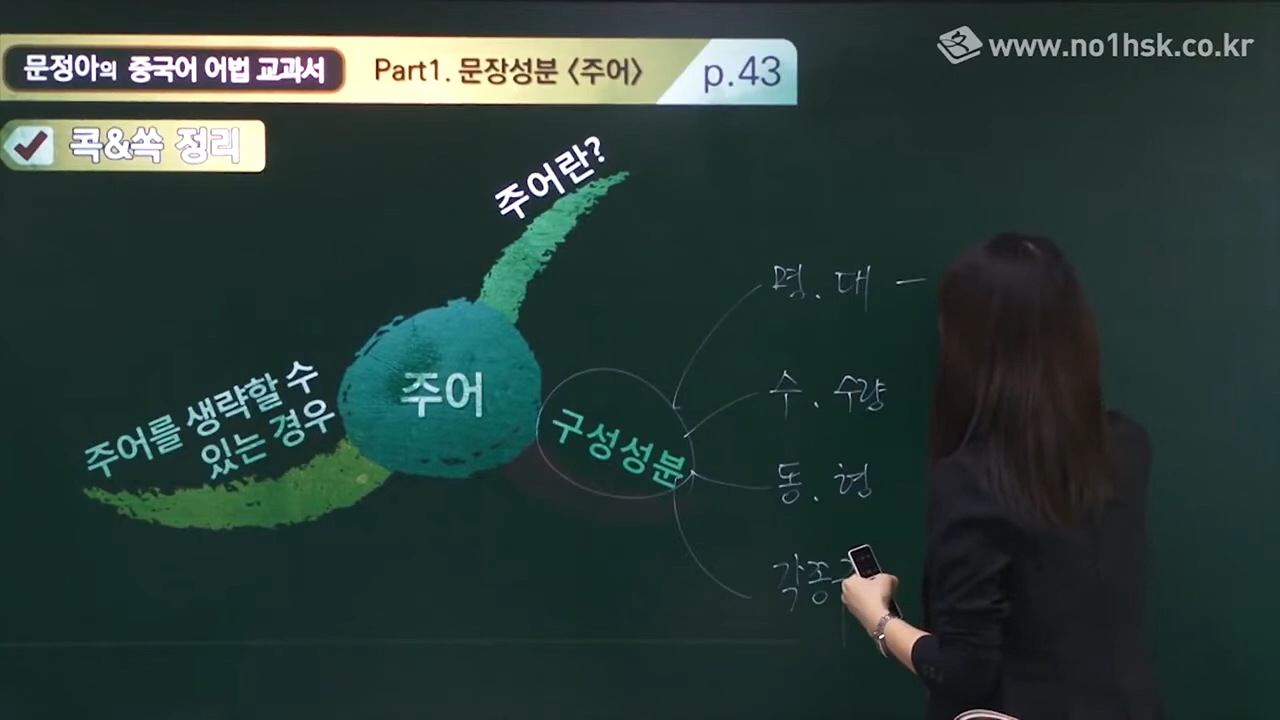 문정아의 중국어 어법 교과서
Part1. 문장성분 <주어>
p.43
www.no1hsk.co.kr
콕&쏙 정리
주어란?
주어
주어를 생략할 수
있는 경우
구성성분
명. 대 -
수. 수량
동. 형
각종